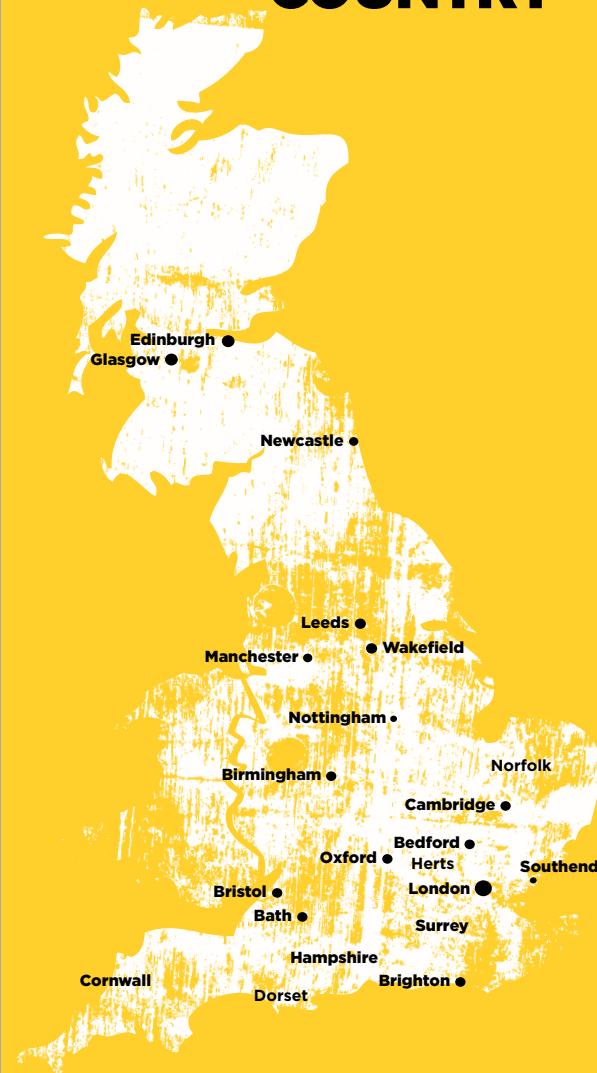 COUNTRY
Edinburgh
Glasgow
Newcastle
Leeds
Wakefield
Manchester
Nottingham
Norfolk
Birmingham
Cambridge
Bedford
Oxford
Herts
Southend
London
Bristol
Bath
Surrey
Hampshire
Cornwall
Brighton
Dorset